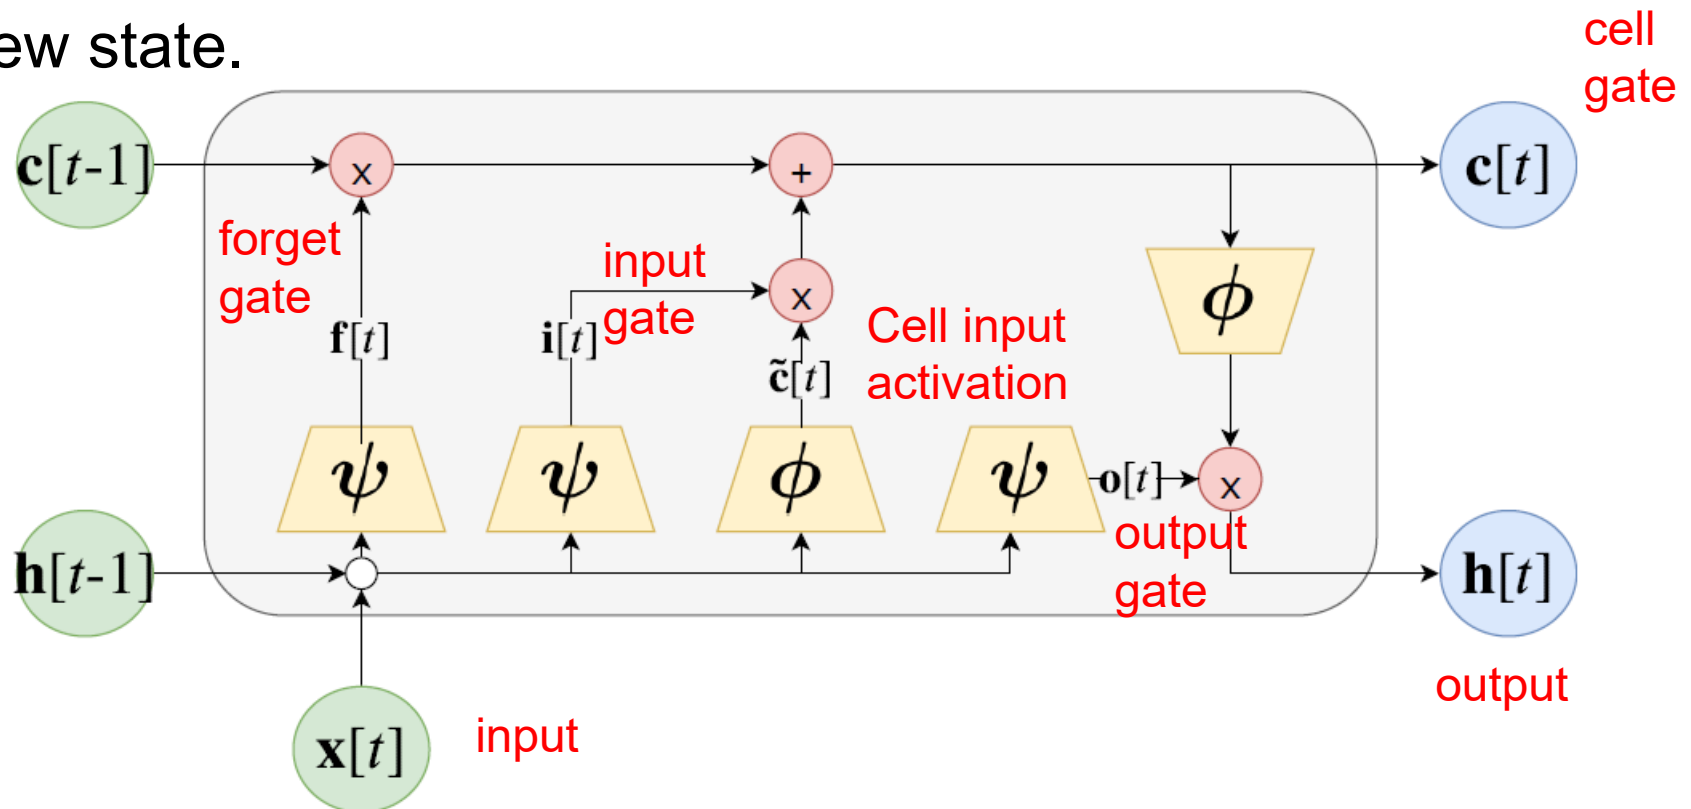 ew state.
cell
gate
c[t-1]
x
+
c[t]
forget
gate
input
gate
x
ϕ
f[t]
i[t]
c̃[t]
Cell input
activation
ψ
ψ
ϕ
ψ
o[t]
x
output
gate
h[t-1]
h[t]
output
x[t]
input